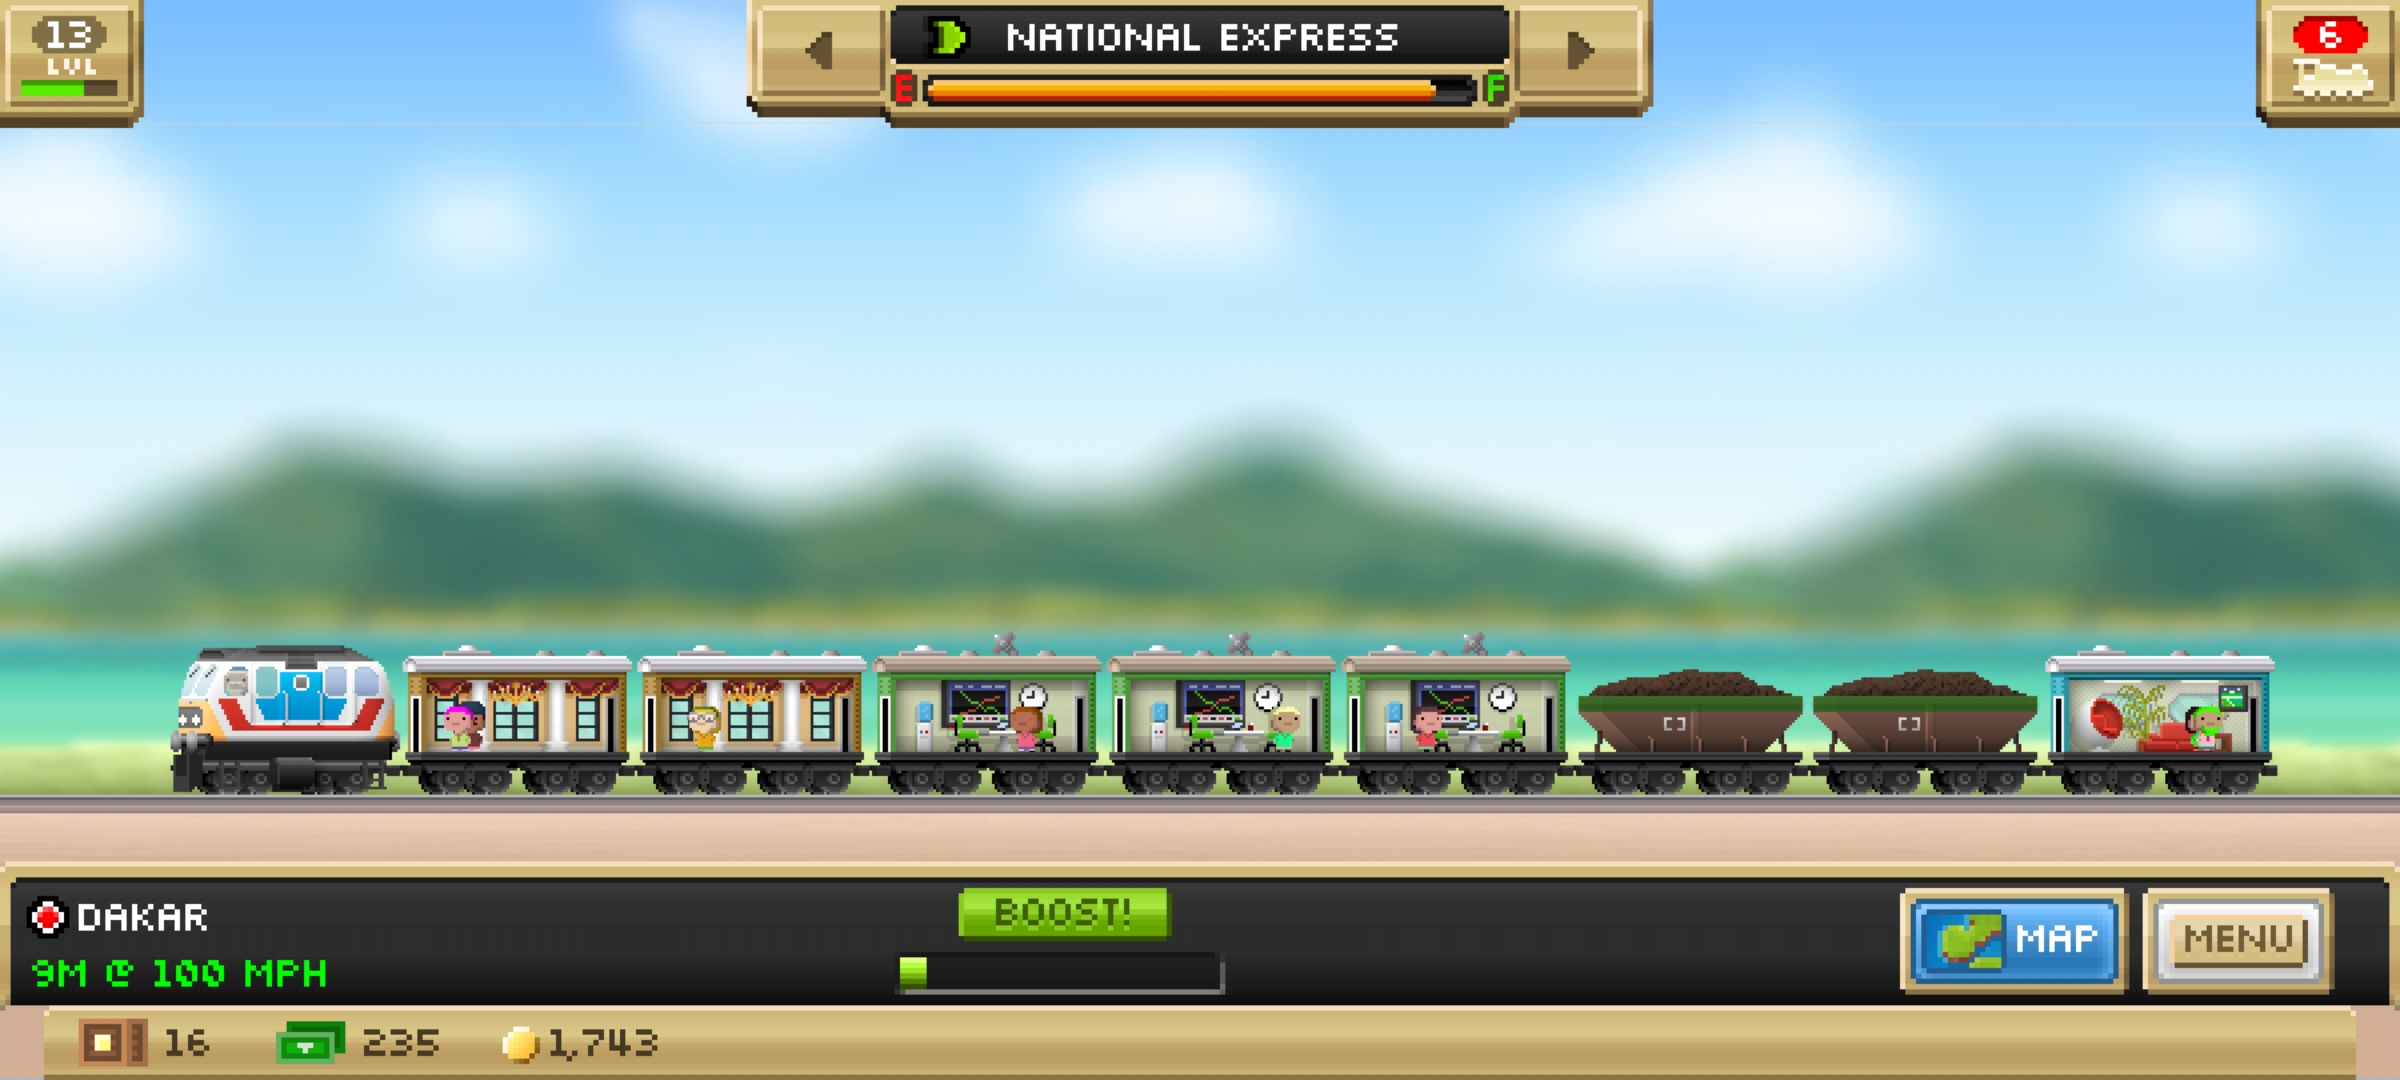 13
LVL
NATIONAL EXPRESS
E F
6
DAKAR
9M @ 100 MPH
BOOST!
MAP
MENU
16
235
1,743